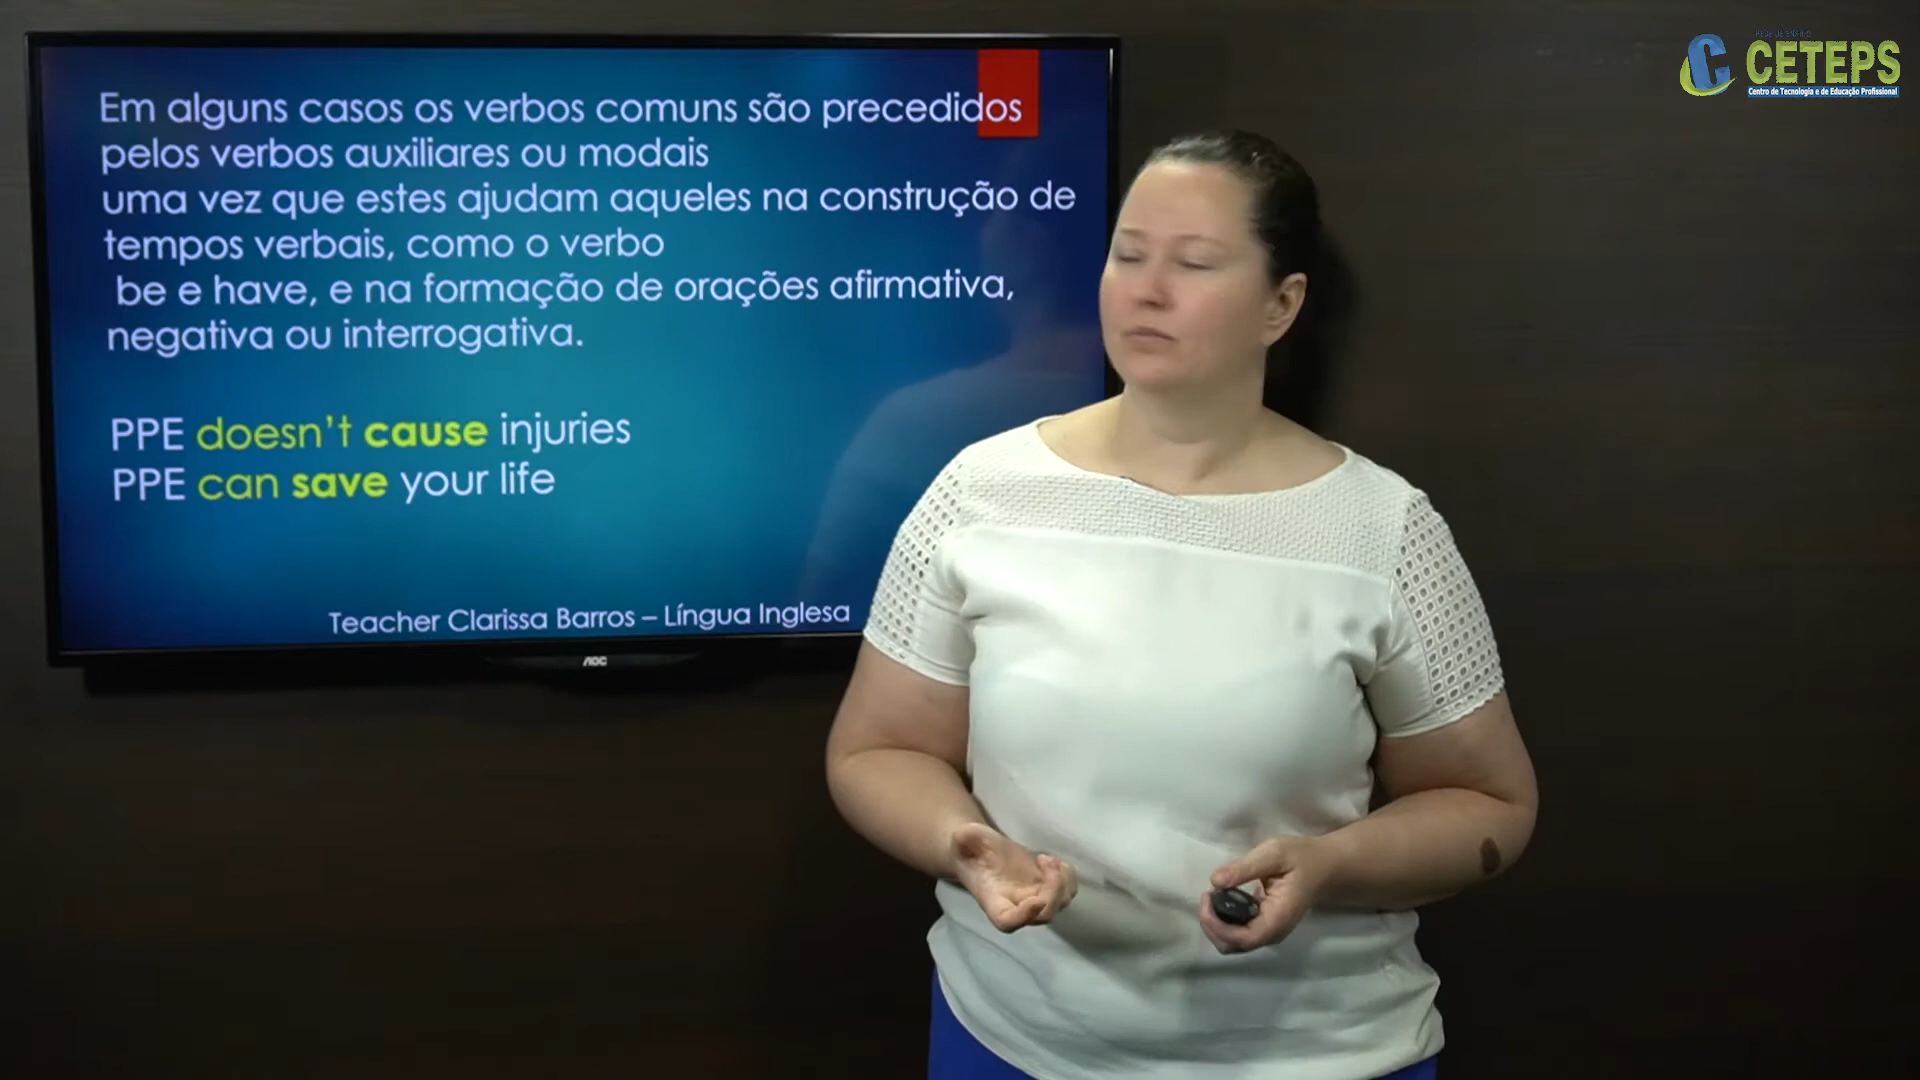 Em alguns casos os verbos comuns são precedidos
pelos verbos auxiliares ou modais
uma vez que estes ajudam aqueles na construção de
tempos verbais, como o verbo
be e have, e na formação de orações afirmativa,
negativa ou interrogativa.
PPE doesn't cause injuries
PPE can save your life
Teacher Clarissa Barros – Língua Inglesa
AOC
CETEPS
Centro de Tecnologia e de Educação Profissional